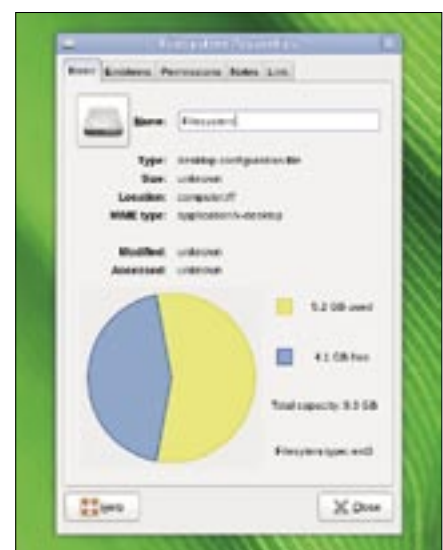 Filesystem Properties
Basic Emblems Permissions Notes Link
Name: Filesystem
Type: desktop configuration file
Size: unknown
Location: computer:///
MIME type: application/x-desktop
Modified: unknown
Accessed: unknown
5.2 GB used
4.1 GB free
Total capacity: 9.3 GB
Filesystem type: ext3
Help
Close